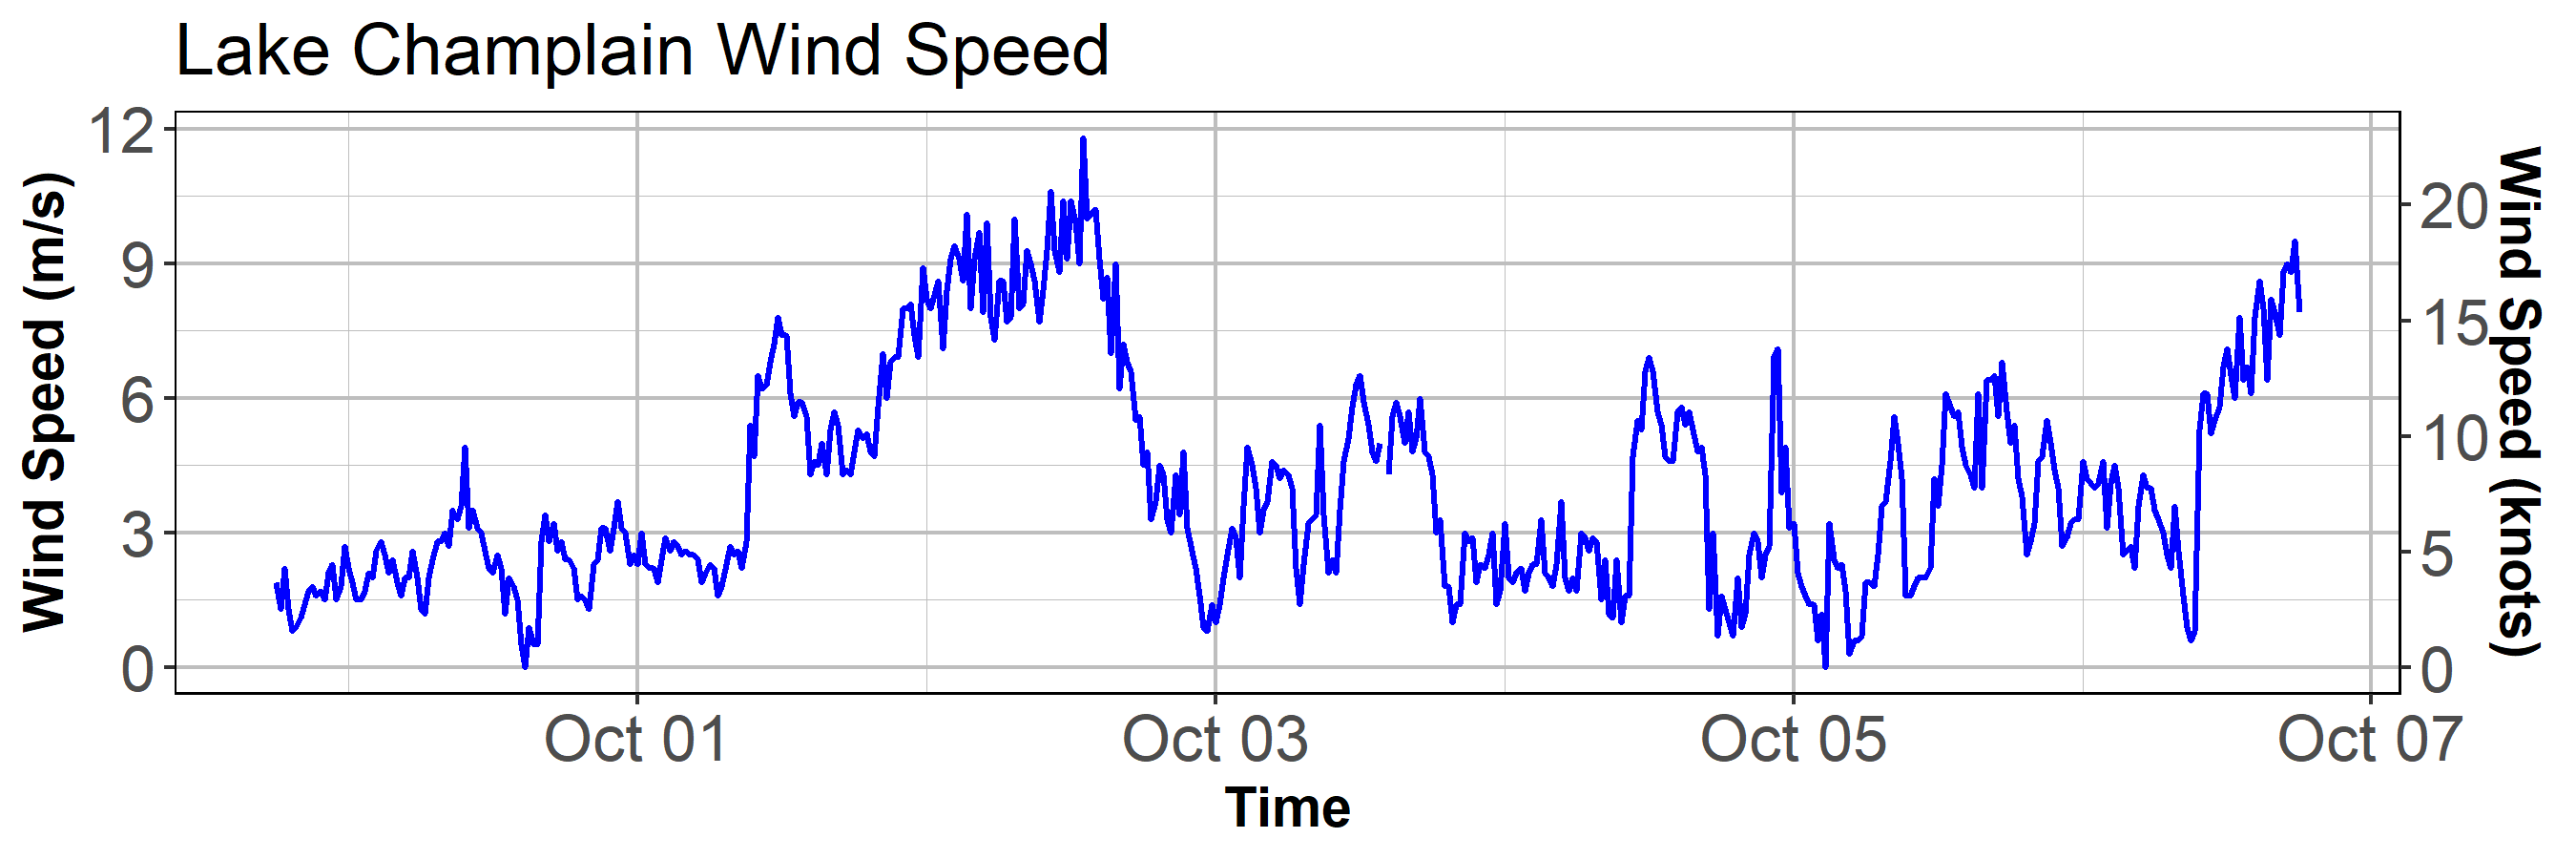 Lake Champlain Wind Speed
Wind Speed (m/s)
12
9
6
3
0
20
15
10
5
0
Wind Speed (knots)
Oct 01 Oct 03 Oct 05 Oct 07
Time